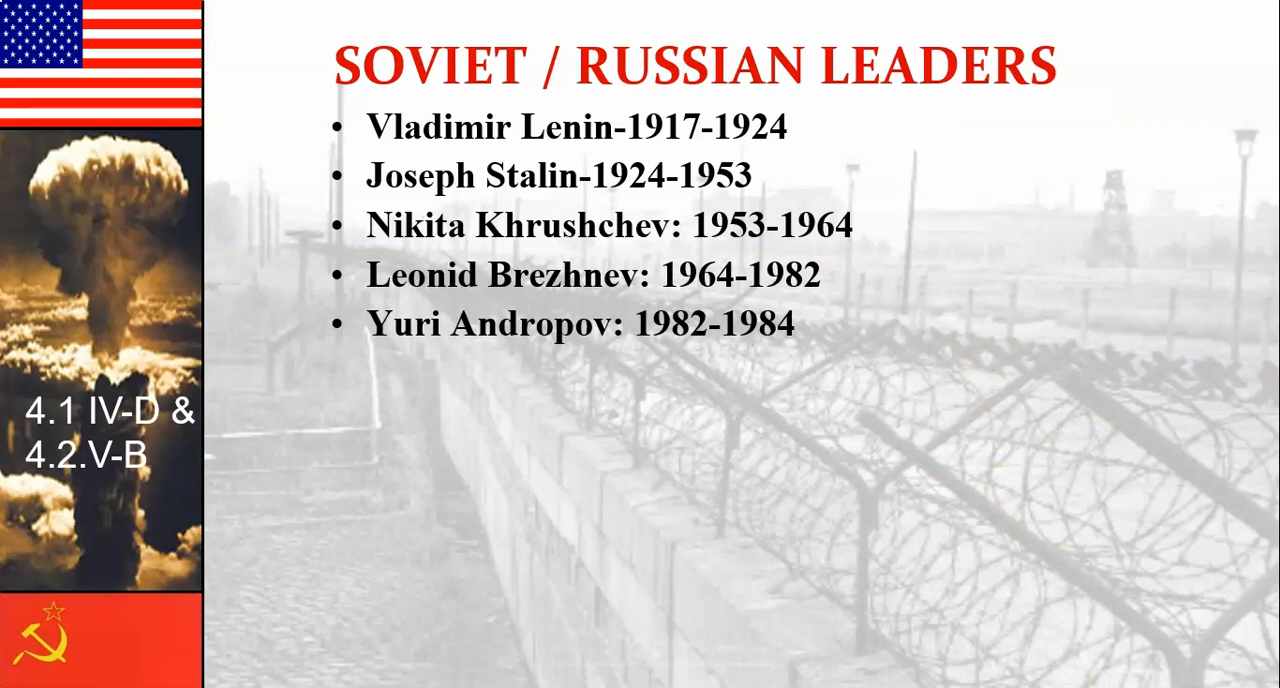 SOVIET / RUSSIAN LEADERS
• Vladimir Lenin-1917-1924
• Joseph Stalin-1924-1953
• Nikita Khrushchev: 1953-1964
• Leonid Brezhnev: 1964-1982
• Yuri Andropov: 1982-1984
4.1 IV-D &
4.2.V-B